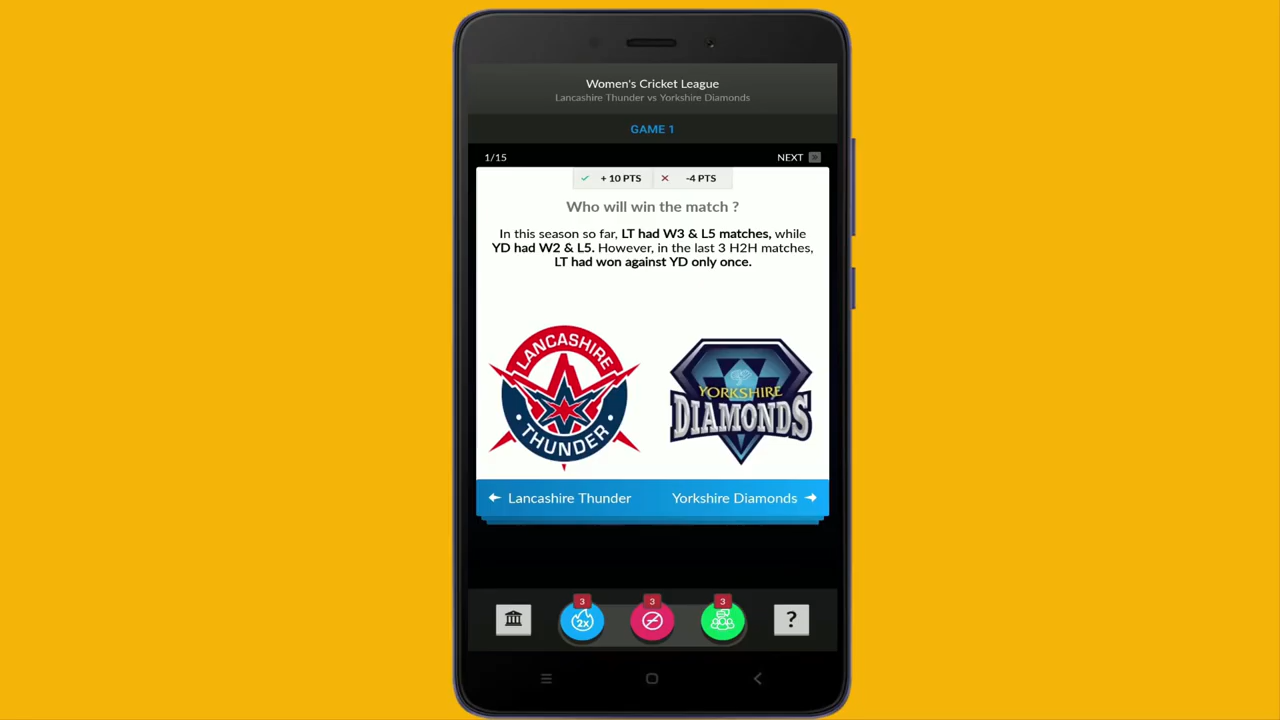 Women's Cricket League
Lancashire Thunder vs Yorkshire Diamonds
GAME 1
1/15
NEXT
+ 10 PTS
-4 PTS
Who will win the match ?
In this season so far, LT had W3 & L5 matches, while
YD had W2 & L5. However, in the last 3 H2H matches,
LT had won against YD only once.
LANCASHIRE
THUNDER
YORKSHIRE
DIAMONDS
Lancashire Thunder
Yorkshire Diamonds
3
3
3
2x
?